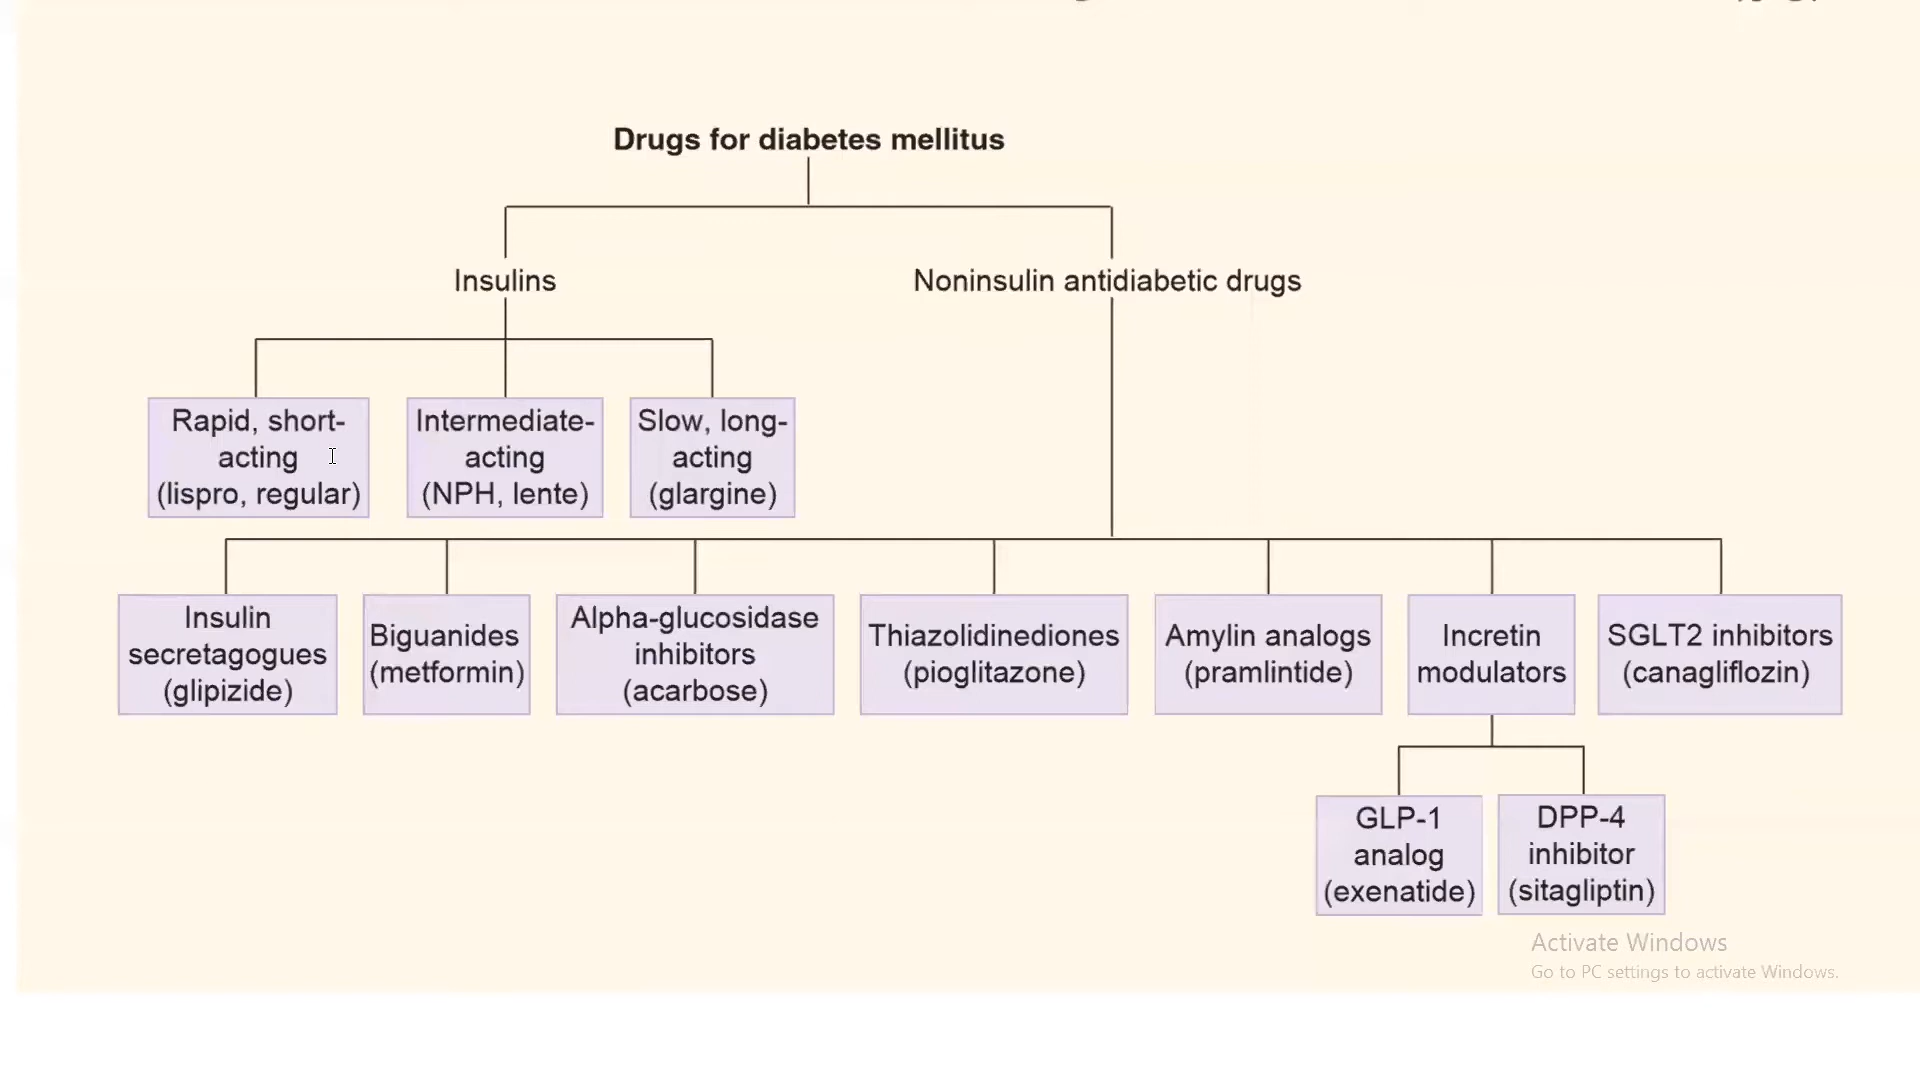 Drugs for diabetes mellitus
Insulins
Noninsulin antidiabetic drugs
Rapid, short-
acting
(lispro, regular)
Intermediate-
acting
(NPH, lente)
Slow, long-
acting
(glargine)
Insulin
secretagogues
(glipizide)
Biguanides
(metformin)
Alpha-glucosidase
inhibitors
(acarbose)
Thiazolidinediones
(pioglitazone)
Amylin analogs
(pramlintide)
Incretin
modulators
SGLT2 inhibitors
(canagliflozin)
GLP-1
analog
(exenatide)
DPP-4
inhibitor
(sitagliptin)
Activate Windows
Go to PC settings to activate Windows.